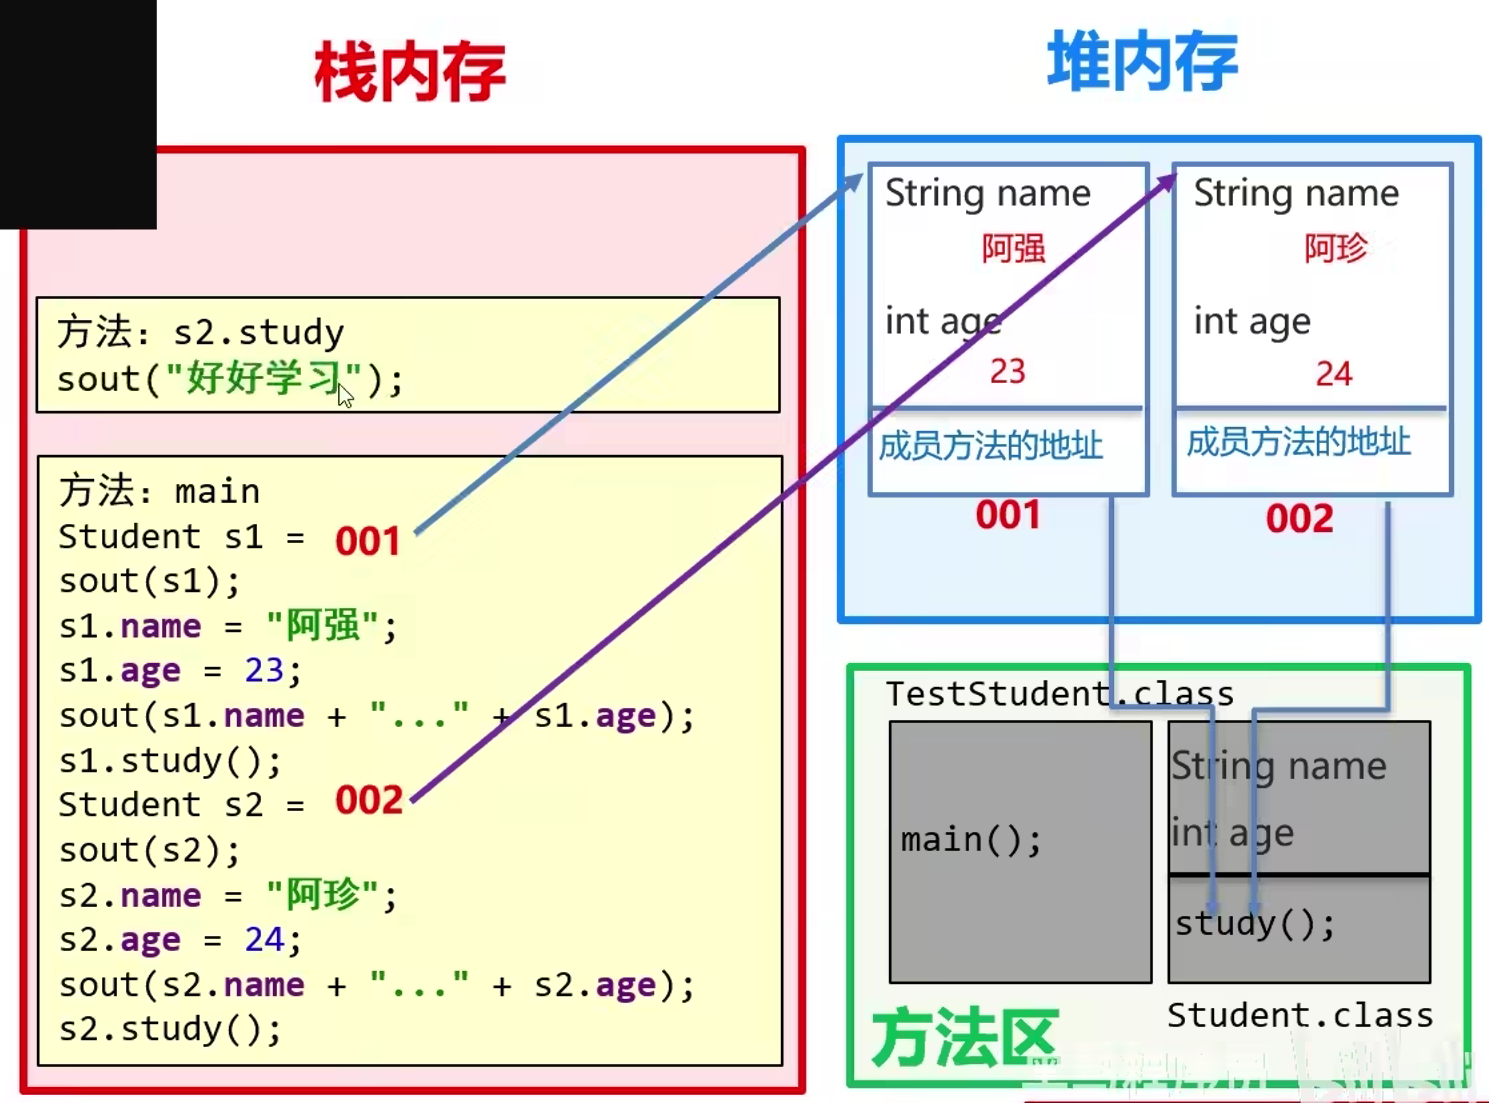 栈内存
方法：s2.study
sout("好好学习");
方法：main
Student s1 = 001
sout(s1);
s1.name = "阿强";
s1.age = 23;
sout(s1.name + "..." + s1.age);
s1.study();
Student s2 = 002
sout(s2);
s2.name = "阿珍";
s2.age = 24;
sout(s2.name + "..." + s2.age);
s2.study();
堆内存
String name
阿强
int age
23
成员方法的地址
001
String name
阿珍
int age
24
成员方法的地址
002
TestStudent.class
main();
String name
int age
study();
Student.class
方法区